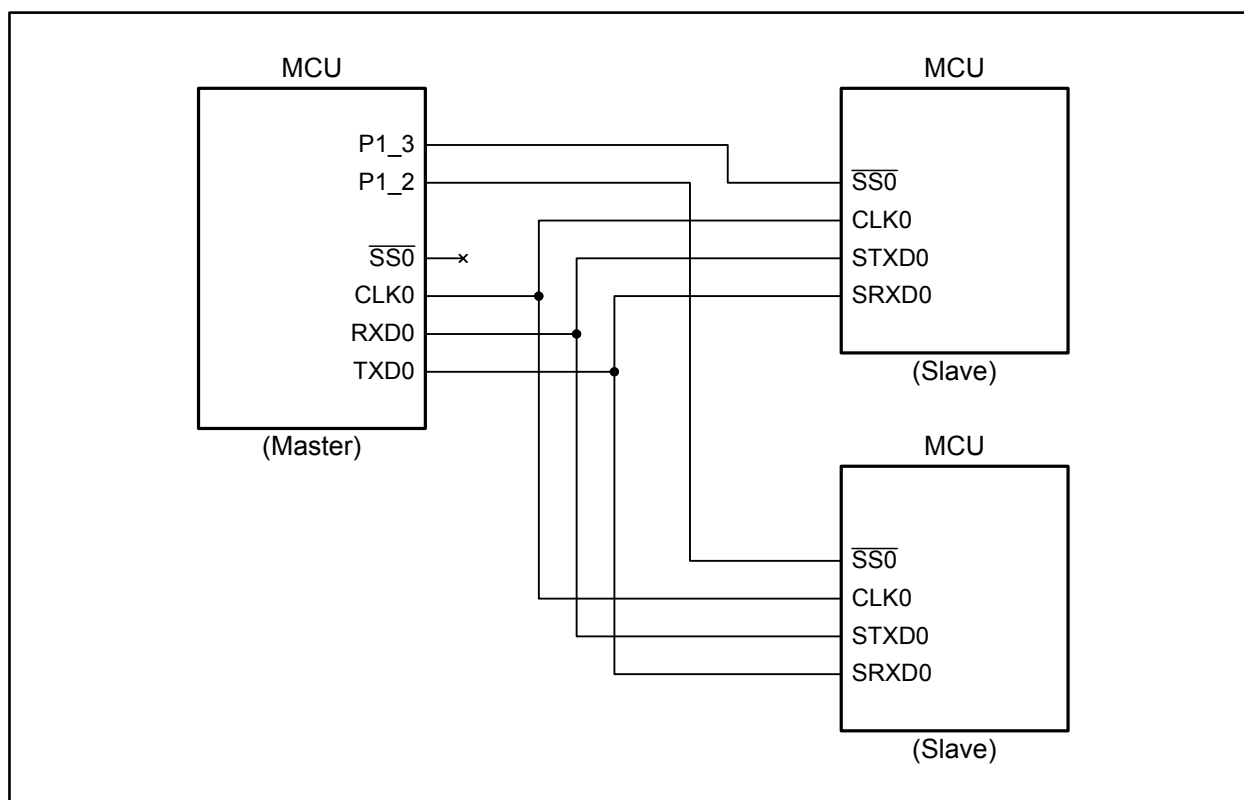 MCU
P1_3
P1_2
SS0
CLK0
RXD0
TXD0
(Master)
MCU
SS0
CLK0
STXD0
SRXD0
(Slave)
MCU
SS0
CLK0
STXD0
SRXD0
(Slave)